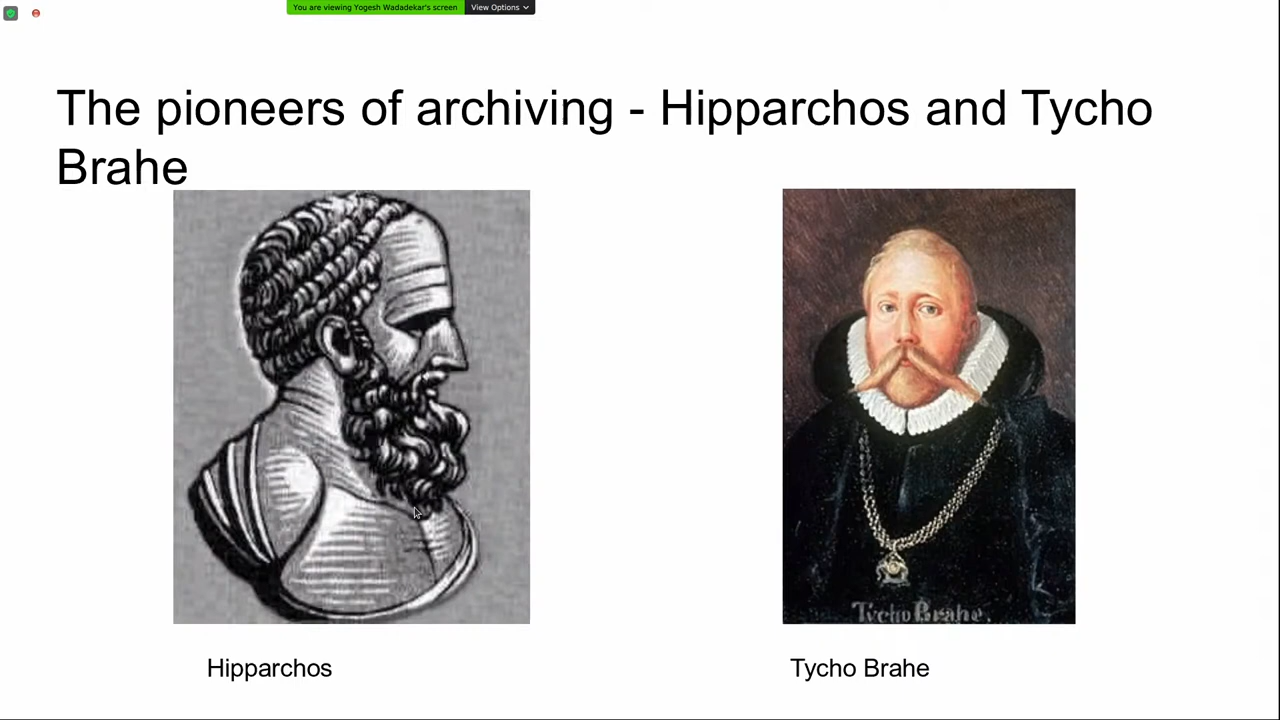 You are viewing Yogesh Wadadekar's screen View Options
The pioneers of archiving - Hipparchos and Tycho
Brahe
Tycho Brahe.
Hipparchos
Tycho Brahe